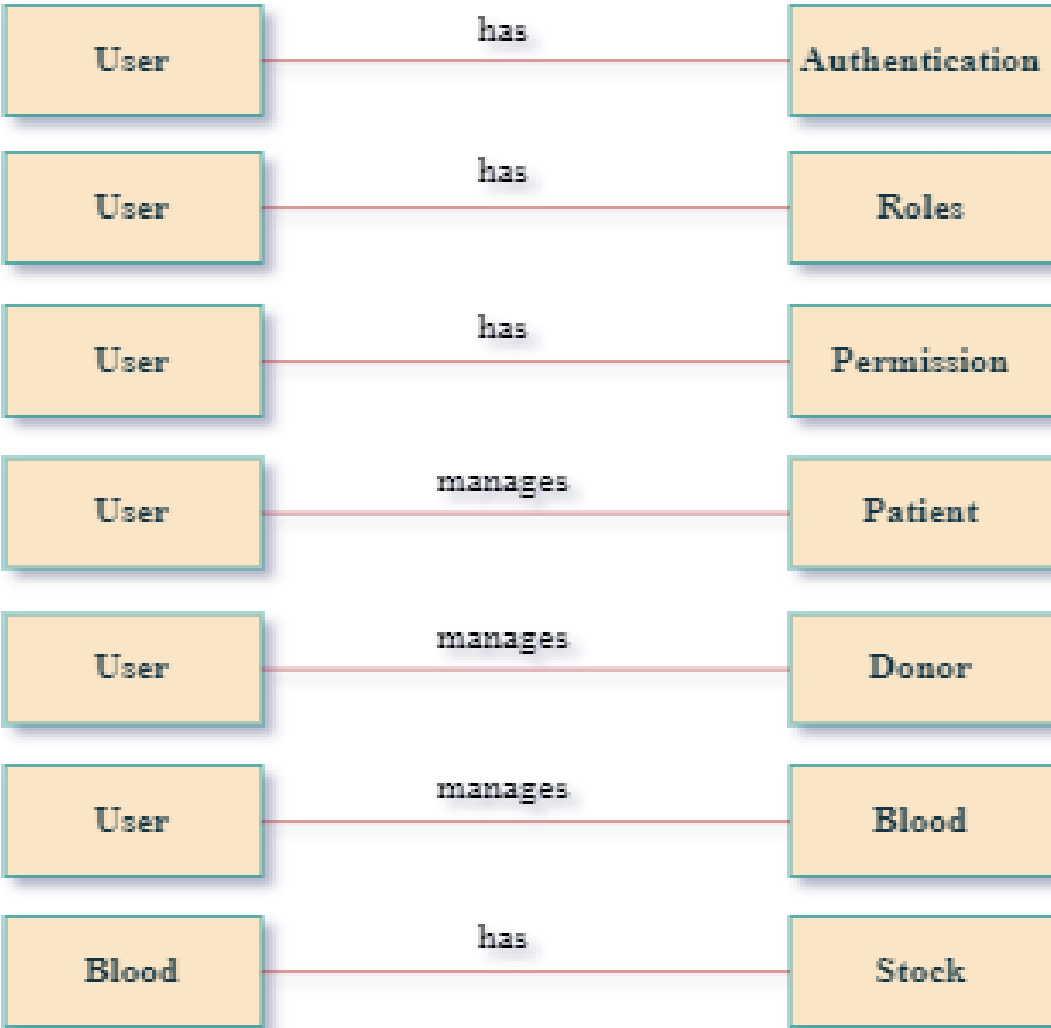 has
User Authentication
has
User Roles
has
User Permission
manages
User Patient
manages
User Donor
manages
User Blood
has
Blood Stock